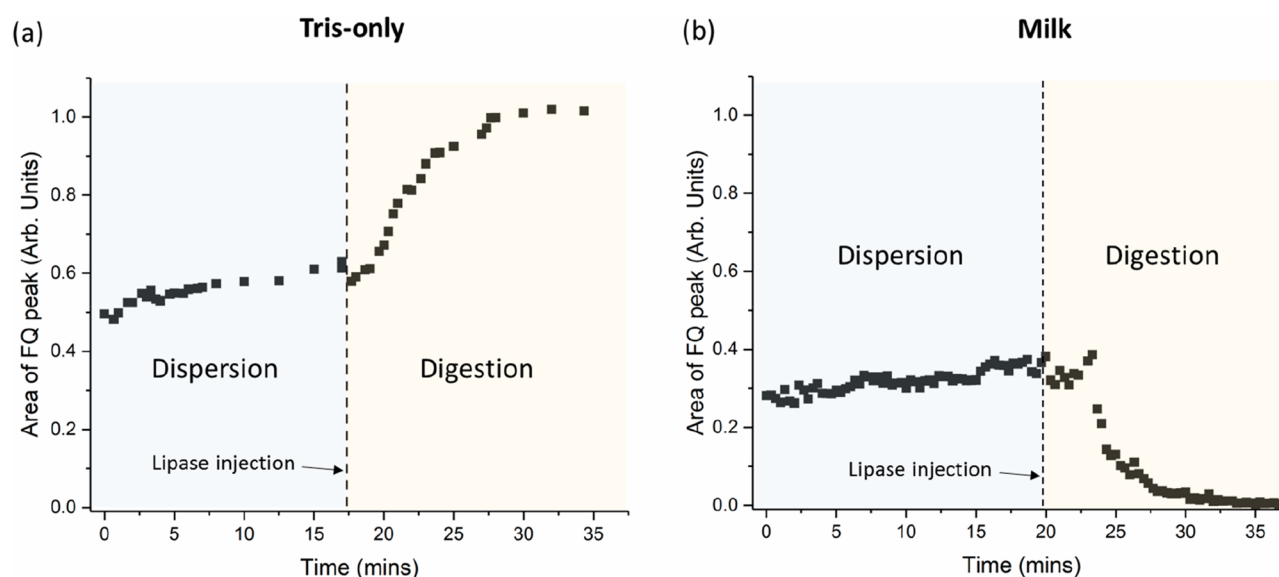 (a)
Tris-only
Area of FQ peak (Arb. Units)
1.0
0.8
0.6
0.4
0.2
0.0
Dispersion
Digestion
Lipase injection
0 5 10 15 20 25 30 35
Time (mins)
(b)
Milk
Area of FQ peak (Arb. Units)
1.0
0.8
0.6
0.4
0.2
0.0
Dispersion
Digestion
Lipase injection
0 5 10 15 20 25 30 35
Time (mins)